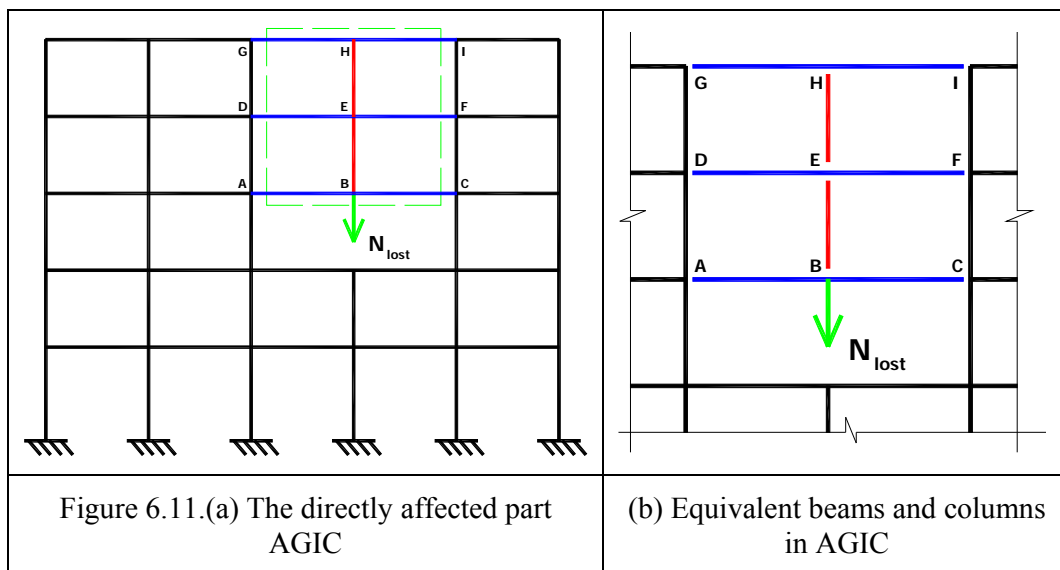 G H I
D E F
A B C
N lost
G H I
D E F
A B C
N lost
Figure 6.11.(a) The directly affected part
AGIC
(b) Equivalent beams and columns
in AGIC